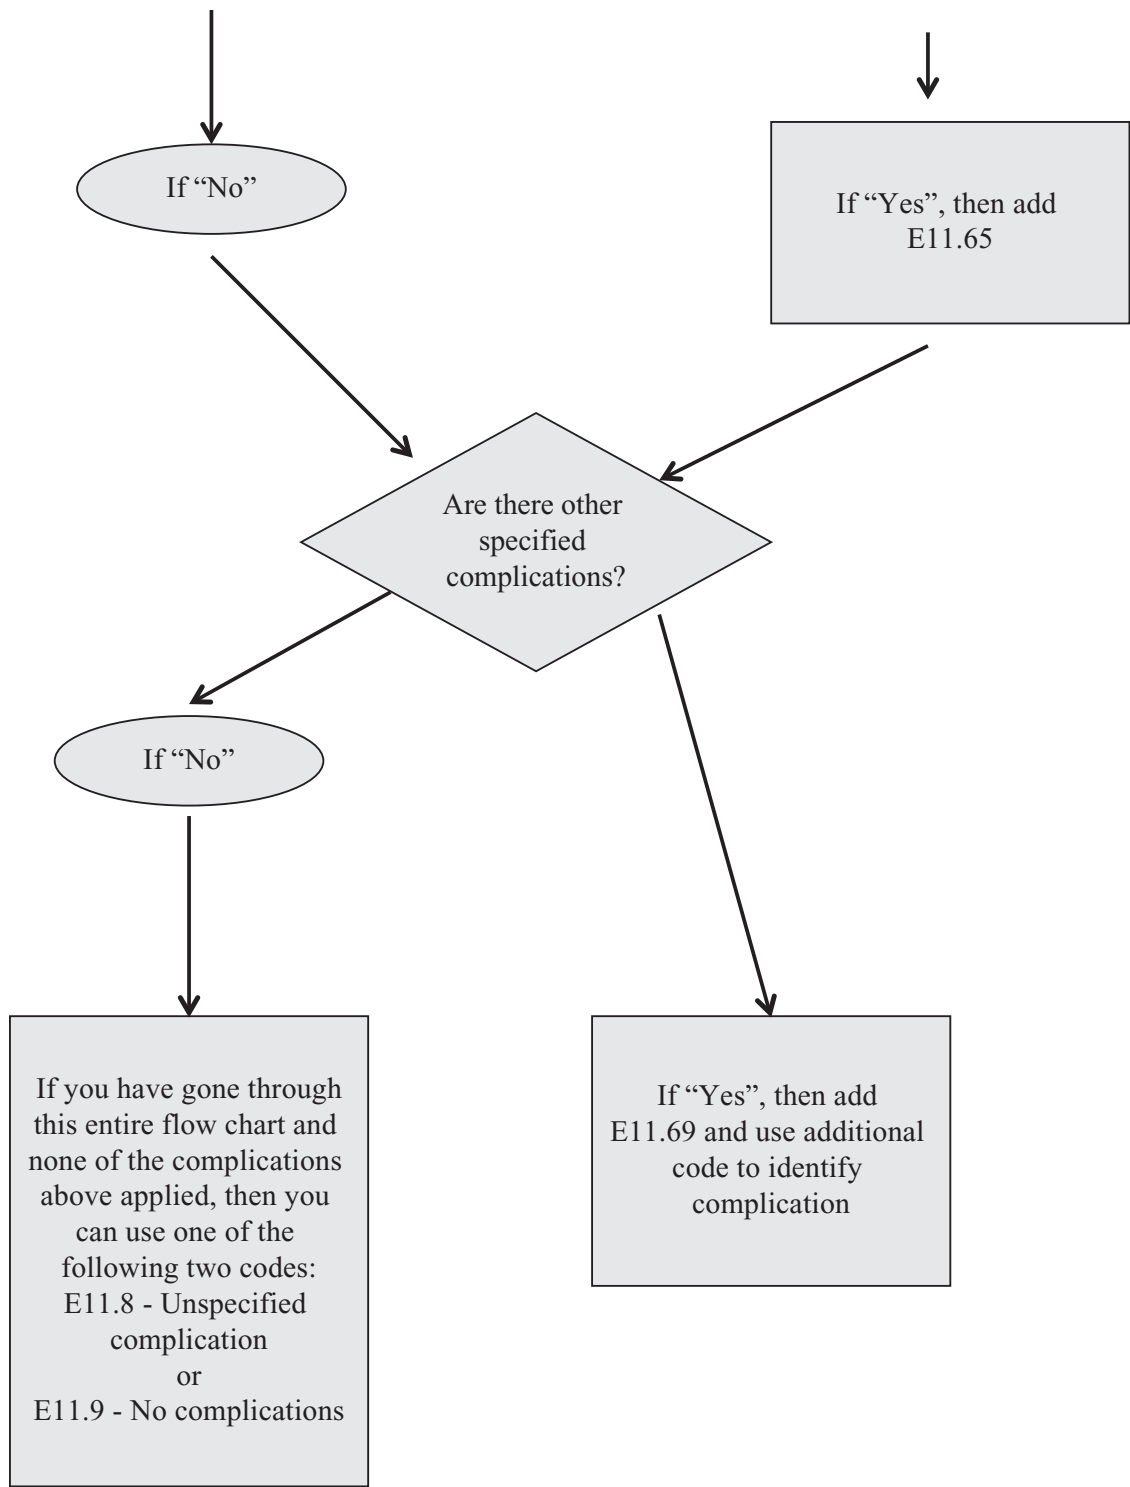 If “No”
If “Yes”, then add
E11.65
Are there other
specified
complications?
If “No”
If you have gone through
this entire flow chart and
none of the complications
above applied, then you
can use one of the
following two codes:
E11.8 - Unspecified
complication
or
E11.9 - No complications
If “Yes”, then add
E11.69 and use additional
code to identify
complication